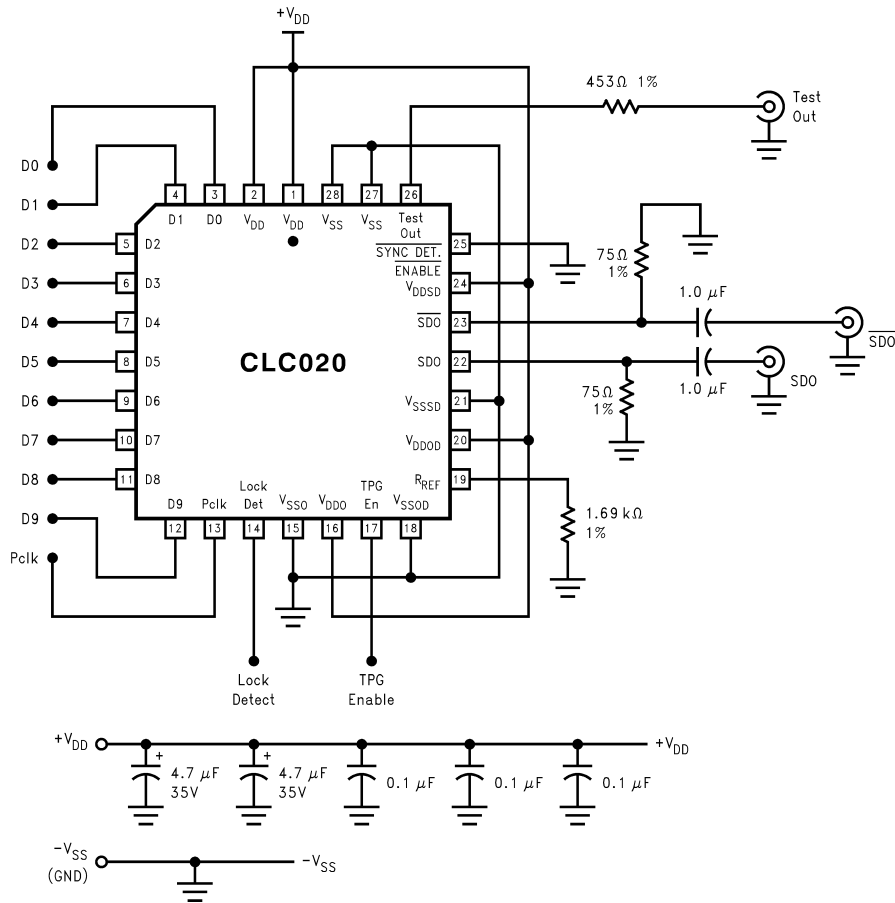 +VDD
453Ω 1%
Test
Out
D0
D1
D2
D3
D4
D5
D6
D7
D8
D9
Pclk
4
3
2
1
28
27
26
D1
D0
VDD
VDD
VSS
VSS
Test
Out
5
D2
6
D3
7
D4
8
D5
9
D6
10
D7
11
D8
CLC020
SYNC DET.
25
ENABLE
VDDSD
24
SDO
23
SDO
22
VSSSD
21
VDDOD
20
RREF
19
75Ω
1%
1.0 μF
SDO
75Ω
1%
1.0 μF
SDO
1.69 kΩ
1%
D9
Pclk
Lock
Det
VSSO
VDDO
TPG
En
VSSOD
12
13
14
15
16
17
18
Lock
Detect
TPG
Enable
+VDD
+VDD
+
4.7 μF
35V
+
4.7 μF
35V
0.1 μF
0.1 μF
0.1 μF
-VSS
(GND)
-VSS